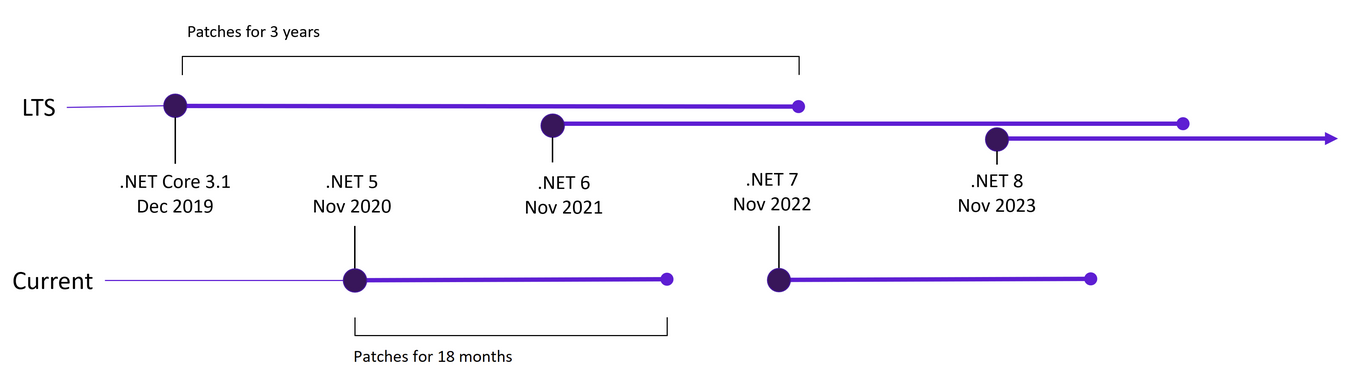 Patches for 3 years
LTS
.NET Core 3.1
Dec 2019
.NET 5
Nov 2020
.NET 6
Nov 2021
.NET 7
Nov 2022
.NET 8
Nov 2023
Current
Patches for 18 months